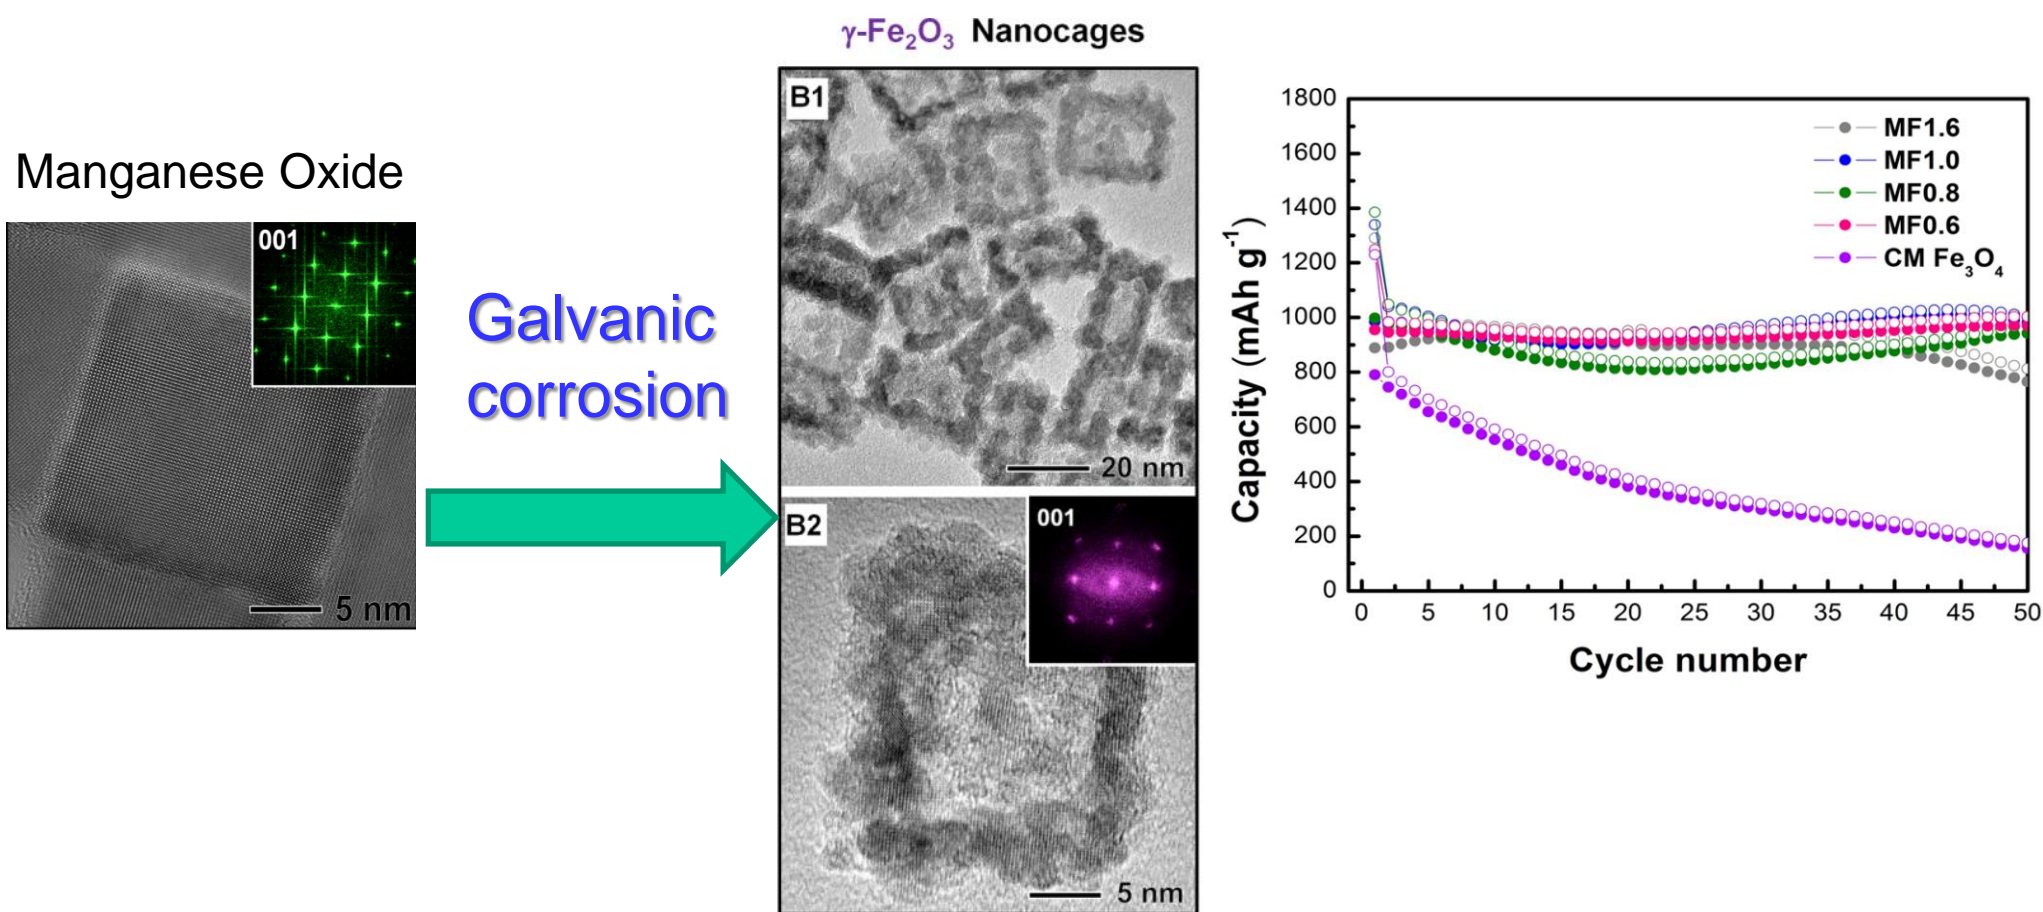 Manganese Oxide
001
5 nm
Galvanic
corrosion
γ-Fe₂O₃ Nanocages
B1
20 nm
B2
001
5 nm
Capacity (mAh g⁻¹)
1800
1600
1400
1200
1000
800
600
400
200
0
MF1.6
MF1.0
MF0.8
MF0.6
CM Fe₃O₄
0 5 10 15 20 25 30 35 40 45 50
Cycle number